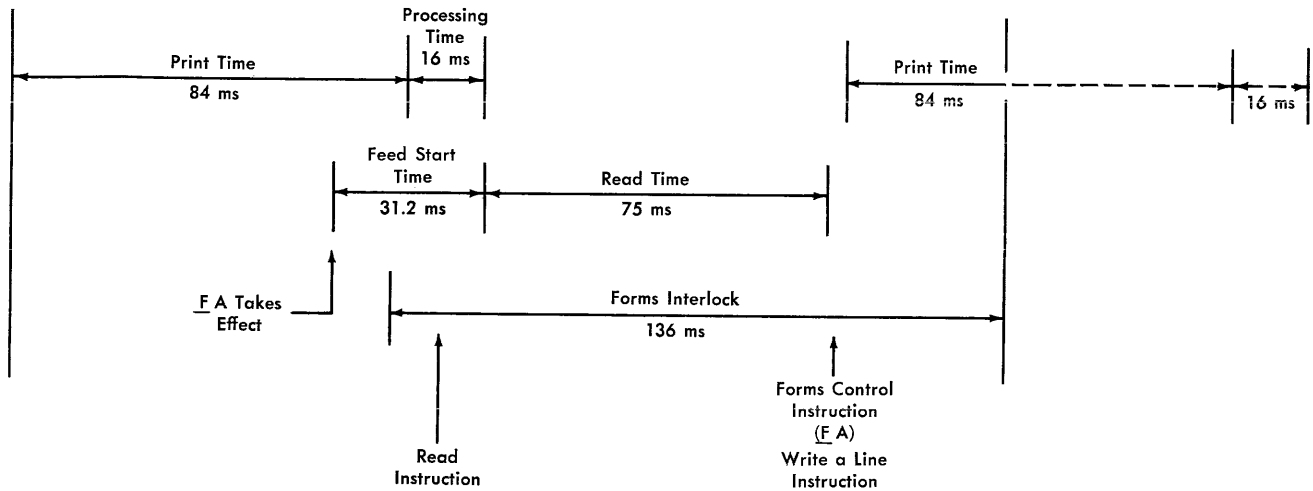 Processing
Time
16 ms
Print Time
84 ms
Print Time
84 ms
16 ms
Feed Start
Time
31.2 ms
Read Time
75 ms
F A Takes
Effect
Forms Interlock
136 ms
Read
Instruction
Forms Control
Instruction
(F A)
Write a Line
Instruction